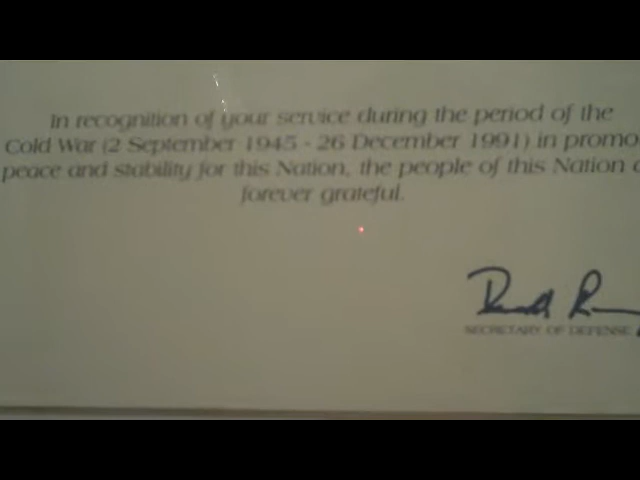 In recognition of your service during the period of the
Cold War (2 September 1945 - 26 December 1991) in promo
peace and stability for this Nation, the people of this Nation a
forever grateful.
SECRETARY OF DEFENSE